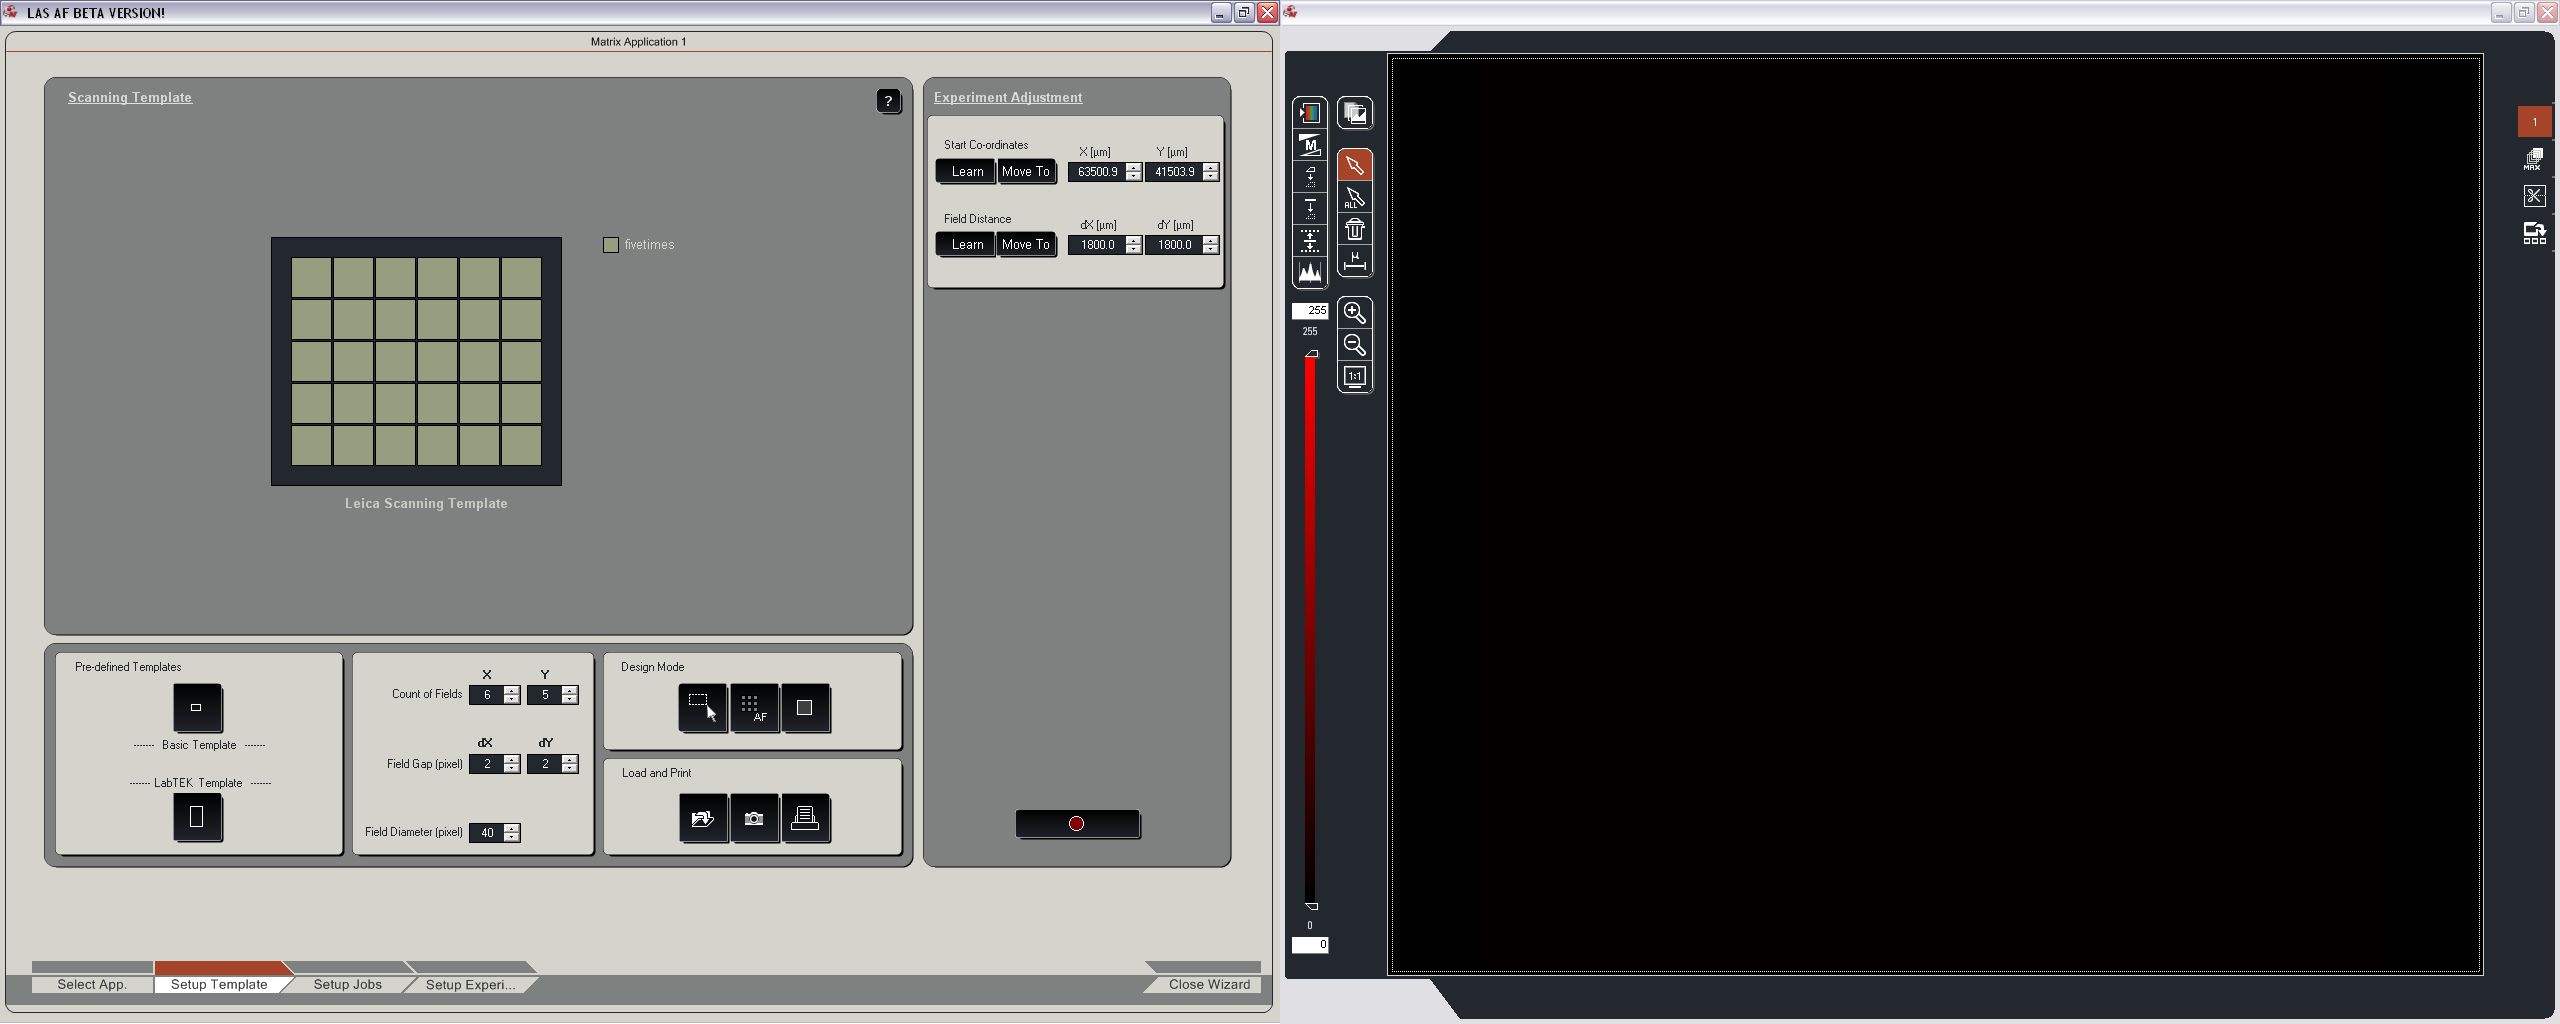 LAS AF BETA VERSION!
Matrix Application 1
Scanning Template
?
fivetimes
Leica Scanning Template
Experiment Adjustment
Start Co-ordinates
X [µm] Y [µm]
Learn Move To 63500.9 41503.9
Field Distance
dX [µm] dY [µm]
Learn Move To 1800.0 1800.0
Pre-defined Templates
------ Basic Template ------
------ LabTEK Template ------
X Y
Count of Fields 6 5
dX dY
Field Gap (pixel) 2 2
Field Diameter (pixel) 40
Design Mode
AF
Load and Print
Select App. Setup Template Setup Jobs Setup Experi... Close Wizard
M
ALL
µ
255
255
1:1
0
0
1
MAX